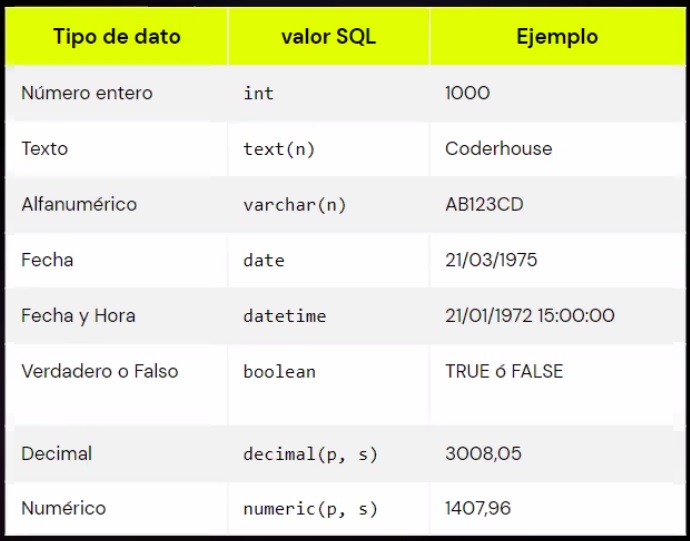 Tipo de dato valor SQL Ejemplo
Número entero int 1000
Texto text(n) Coderhouse
Alfanumérico varchar(n) AB123CD
Fecha date 21/03/1975
Fecha y Hora datetime 21/01/1972 15:00:00
Verdadero o Falso boolean TRUE ó FALSE
Decimal decimal(p, s) 3008,05
Numérico numeric(p, s) 1407,96